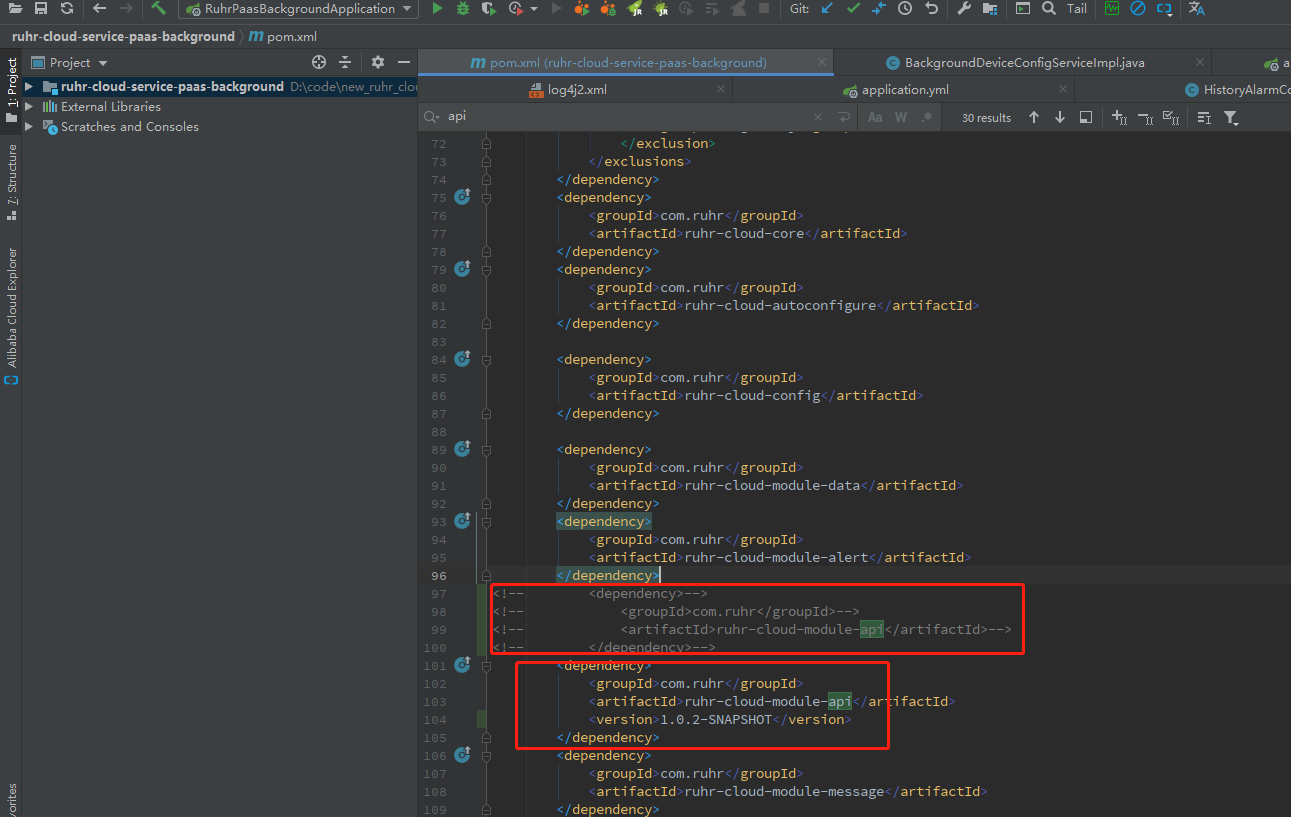 RuhrPaasBackgroundApplication
Git:
Tail
ruhr-cloud-service-paas-background
pom.xml
1: Project
Z: Structure
Alibaba Cloud Explorer
Project
ruhr-cloud-service-paas-background D:\code\new_ruhr_clou
External Libraries
Scratches and Consoles
pom.xml (ruhr-cloud-service-paas-background)
BackgroundDeviceConfigServiceImpl.java
a
log4j2.xml
application.yml
HistoryAlarmCo
api
Aa
W
.*
30 results
72 </exclusion>
73 </exclusions>
74 </dependency>
75 <dependency>
76 <groupId>com.ruhr</groupId>
77 <artifactId>ruhr-cloud-core</artifactId>
78 </dependency>
79 <dependency>
80 <groupId>com.ruhr</groupId>
81 <artifactId>ruhr-cloud-autoconfigure</artifactId>
82 </dependency>
83
84 <dependency>
85 <groupId>com.ruhr</groupId>
86 <artifactId>ruhr-cloud-config</artifactId>
87 </dependency>
88
89 <dependency>
90 <groupId>com.ruhr</groupId>
91 <artifactId>ruhr-cloud-module-data</artifactId>
92 </dependency>
93 <dependency>
94 <groupId>com.ruhr</groupId>
95 <artifactId>ruhr-cloud-module-alert</artifactId>
96 </dependency>
97 <!-- <dependency>-->
98 <!-- <groupId>com.ruhr</groupId>-->
99 <!-- <artifactId>ruhr-cloud-module-api</artifactId>-->
100 <!-- </dependency>-->
101 <dependency>
102 <groupId>com.ruhr</groupId>
103 <artifactId>ruhr-cloud-module-api</artifactId>
104 <version>1.0.2-SNAPSHOT</version>
105 </dependency>
106 <dependency>
107 <groupId>com.ruhr</groupId>
108 <artifactId>ruhr-cloud-module-message</artifactId>
109 </dependency>